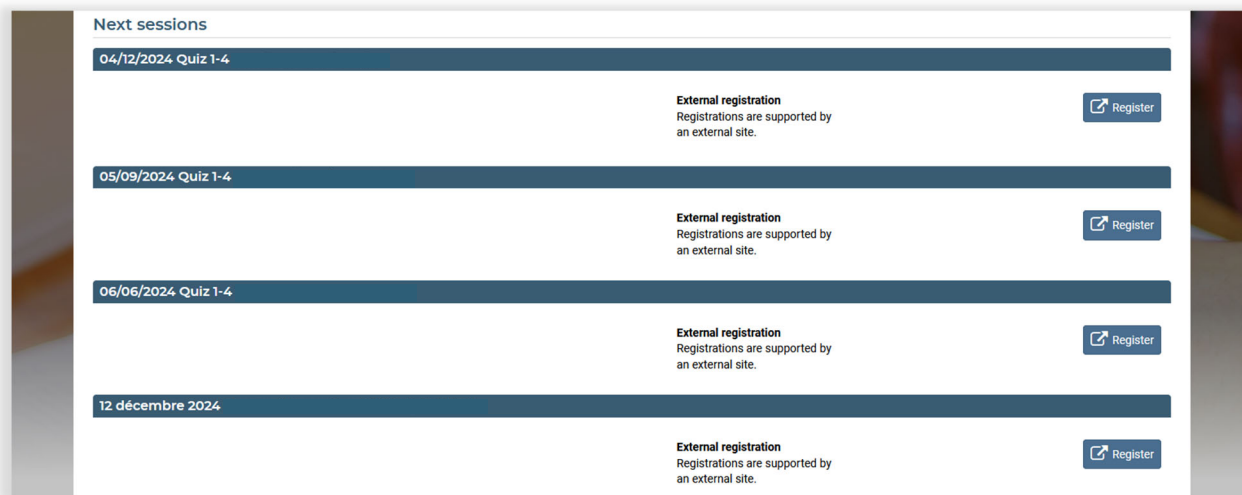 Next sessions
04/12/2024 Quiz 1-4
External registration
Registrations are supported by
an external site.
Register
05/09/2024 Quiz 1-4
External registration
Registrations are supported by
an external site.
Register
06/06/2024 Quiz 1-4
External registration
Registrations are supported by
an external site.
Register
12 décembre 2024
External registration
Registrations are supported by
an external site.
Register